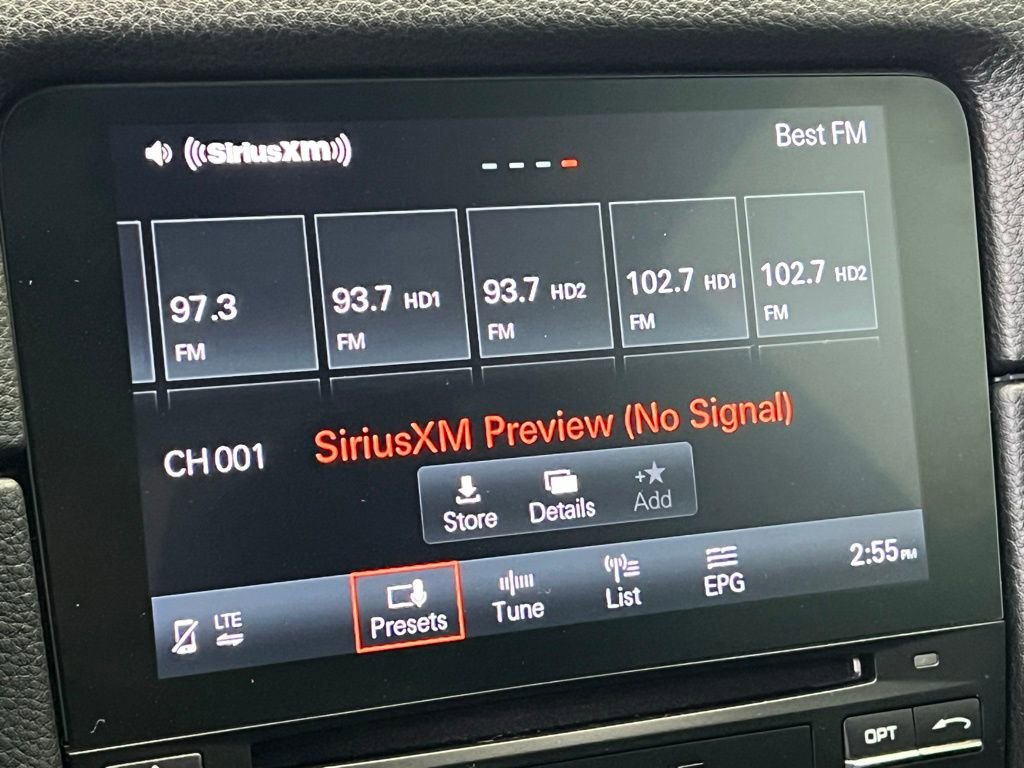 SiriusXM
Best FM
97.3
FM
93.7 HD1
FM
93.7 HD2
FM
102.7 HD1
FM
102.7 HD2
FM
CH 001
SiriusXM Preview (No Signal)
Store
Details
+★ Add
LTE
Presets
Tune
List
EPG
2:55 PM
OPT